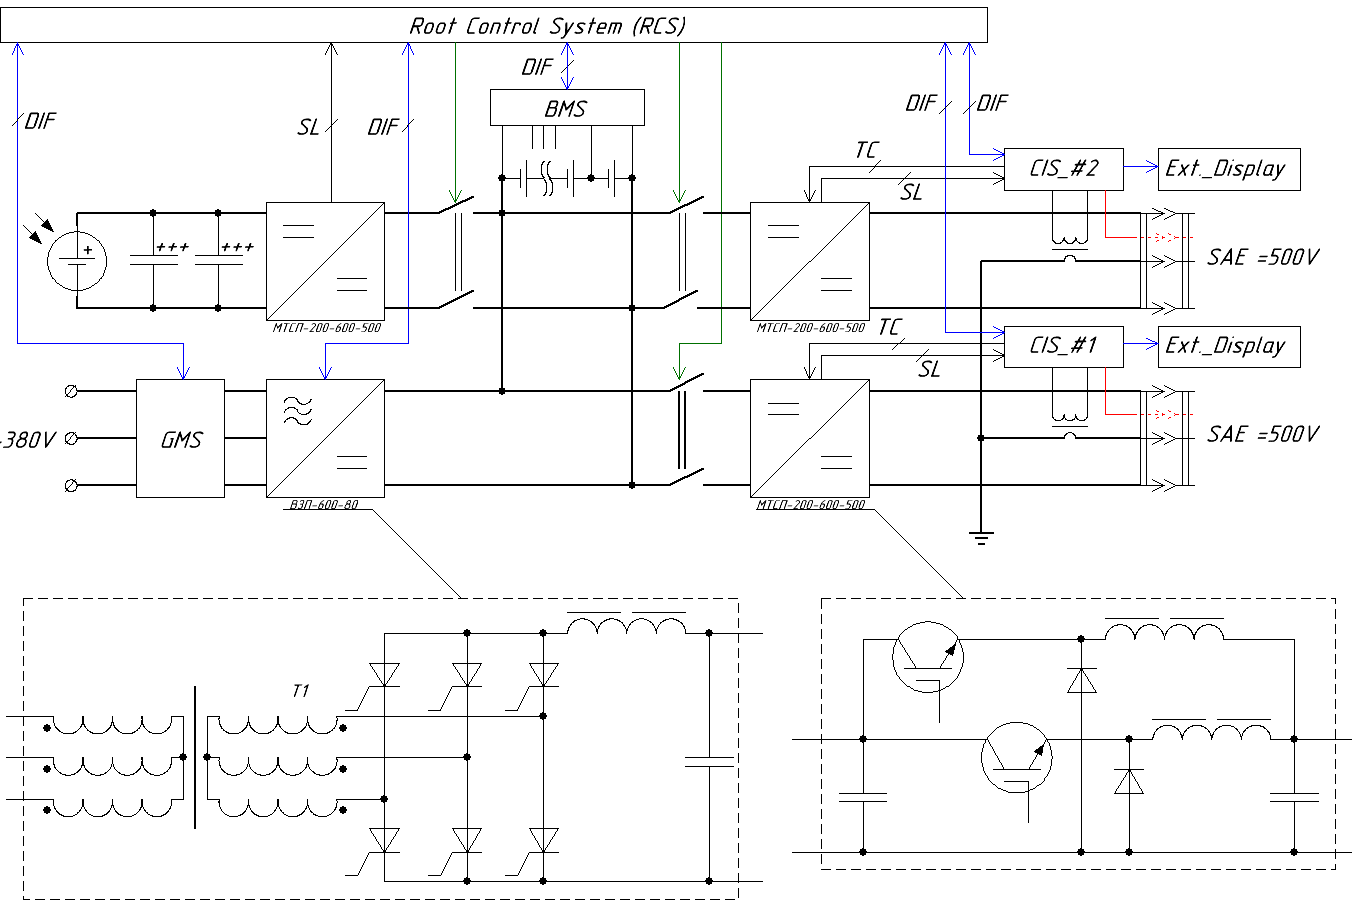 Root Control System (RCS)
DIF
BMS
DIF
SL
DIF
DIF
DIF
TC
SL
CIS_#2
Ext._Display
+
+++
+++
SAE =500V
МТСП-200-600-500
МТСП-200-600-500
TC
SL
CIS_#1
Ext._Display
~380V
GMS
SAE =500V
ВЗП-600-80
МТСП-200-600-500
T1